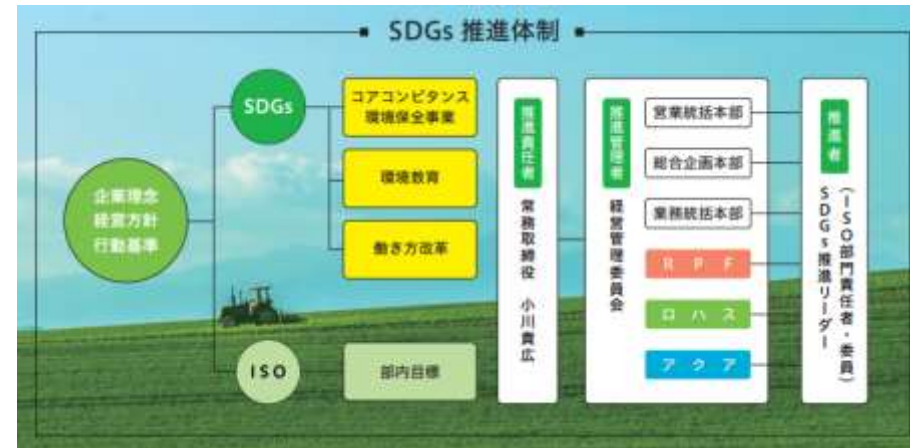 SDGs 推進体制
企業理念
経営方針
行動基準
SDGs
コアコンピタンス
環境保全事業
環境教育
働き方改革
ISO
部内目標
推進責任者
常務取締役 小川貴広
推進管理者
経営管理委員会
営業統括本部
総合企画本部
業務統括本部
RPF
ロハス
アクア
推進者
(ISO部門責任者・委員)
SDGs推進リーダー